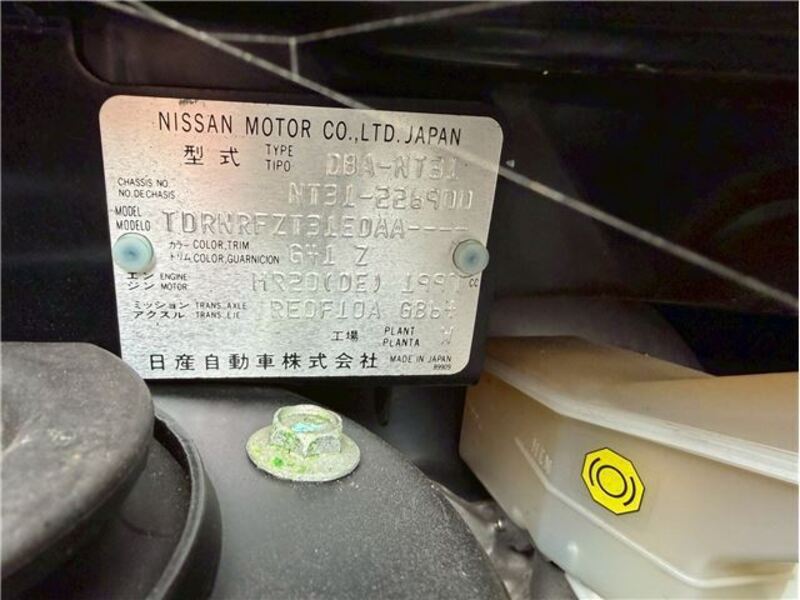 NISSAN MOTOR CO.,LTD. JAPAN
型式 TYPE TIPO DBA-NT31
CHASSIS NO. NO.DE CHASIS NT31-226900
MODEL MODELO TDRNRFZT31EDAA----
カラー COLOR,TRIM トリム COLOR,GUARNICION G41 Z
エンジン ENGINE MOTOR MR20(DE) 1997 cc
ミッション TRANS. AXLE アクスル TRANS. EJE RE0F10A GB64
工場 PLANT PLANTA W
日産自動車株式会社 MADE IN JAPAN
89909